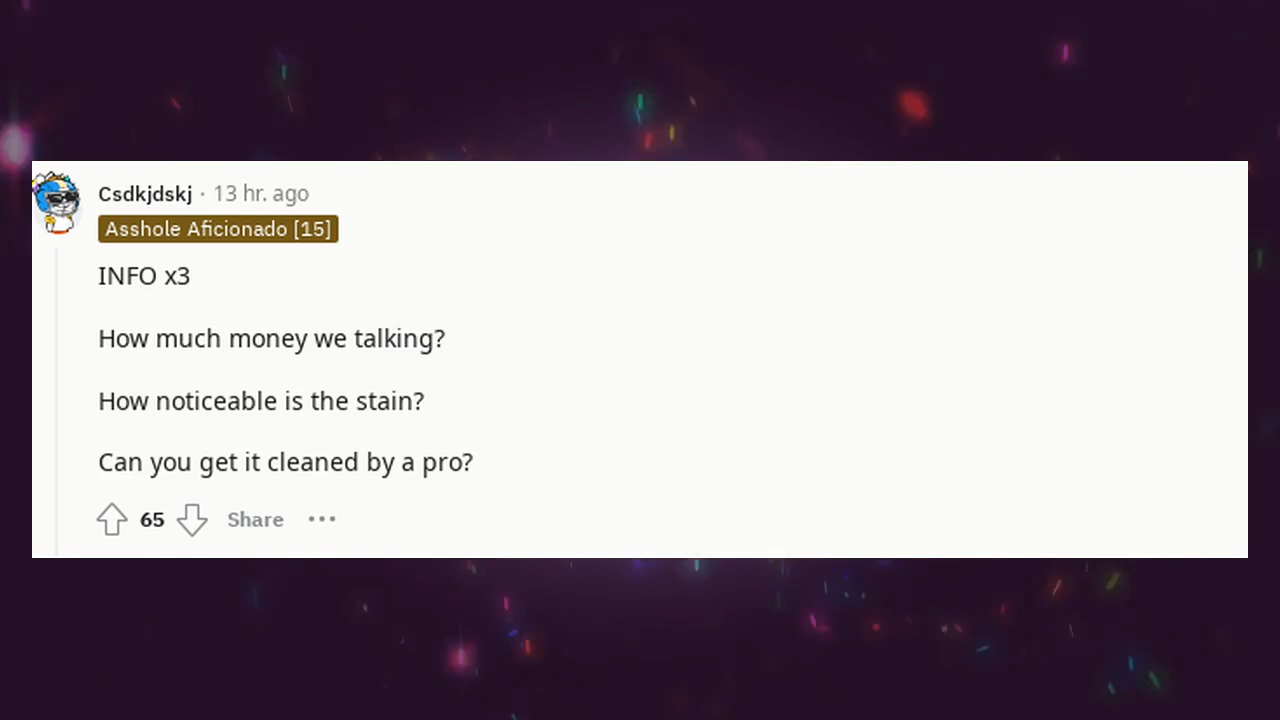 Csdkjdskj · 13 hr. ago
Asshole Aficionado [15]
INFO x3
How much money we talking?
How noticeable is the stain?
Can you get it cleaned by a pro?
65 Share ...